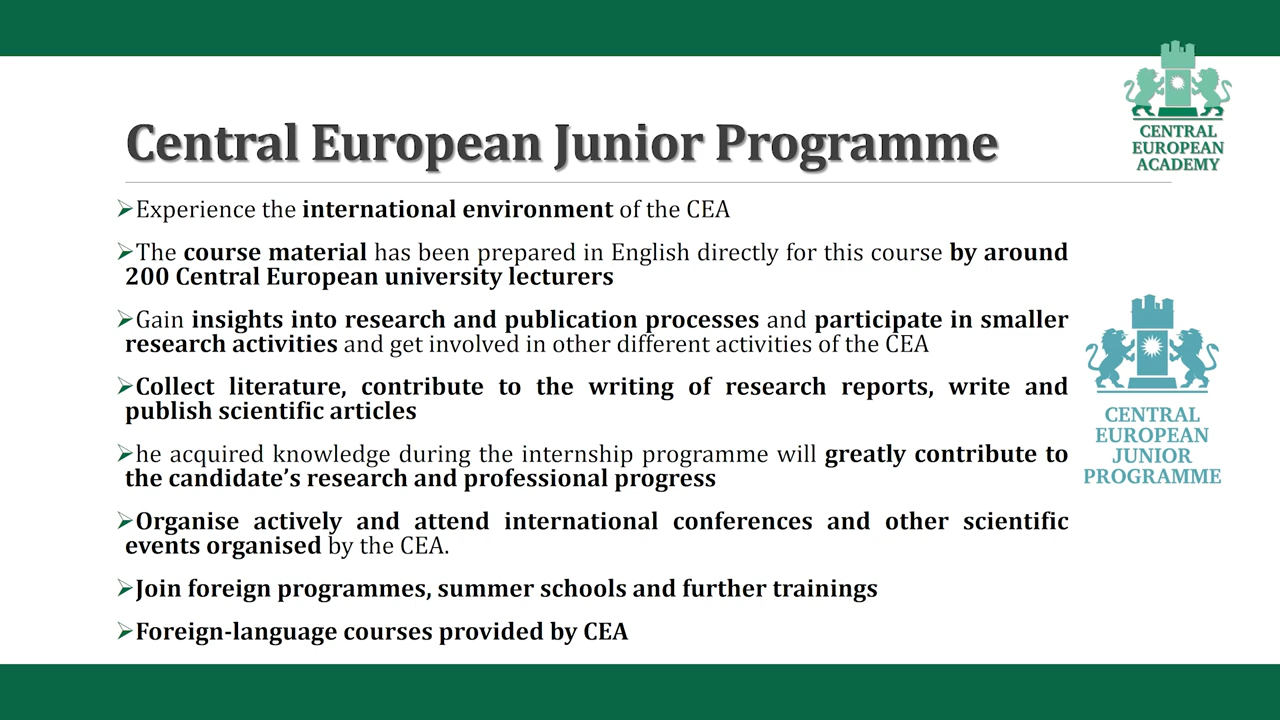 Central European Junior Programme
CENTRAL
EUROPEAN
ACADEMY
➢Experience the international environment of the CEA
➢The course material has been prepared in English directly for this course by around
200 Central European university lecturers
➢Gain insights into research and publication processes and participate in smaller
research activities and get involved in other different activities of the CEA
➢Collect literature, contribute to the writing of research reports, write and
publish scientific articles
➢he acquired knowledge during the internship programme will greatly contribute to
the candidate’s research and professional progress
➢Organise actively and attend international conferences and other scientific
events organised by the CEA.
➢Join foreign programmes, summer schools and further trainings
➢Foreign-language courses provided by CEA
CENTRAL
EUROPEAN
JUNIOR
PROGRAMME